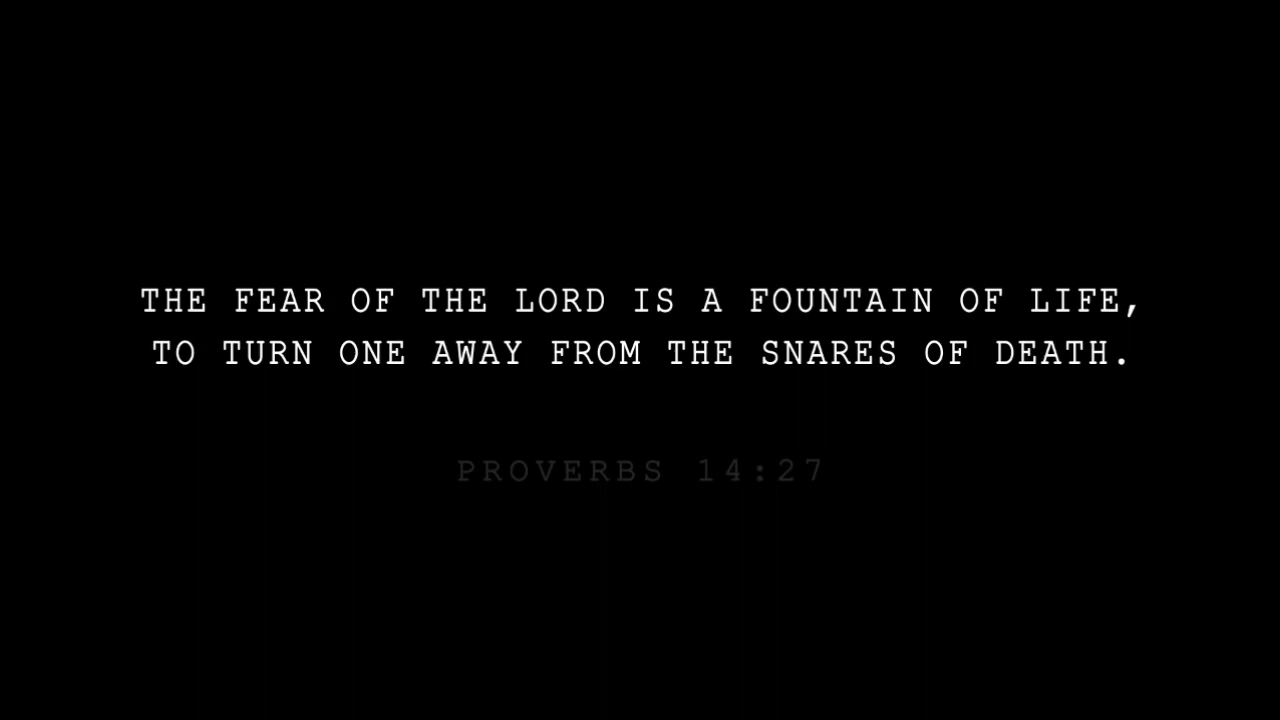 THE FEAR OF THE LORD IS A FOUNTAIN OF LIFE,
TO TURN ONE AWAY FROM THE SNARES OF DEATH.
PROVERBS 14:27